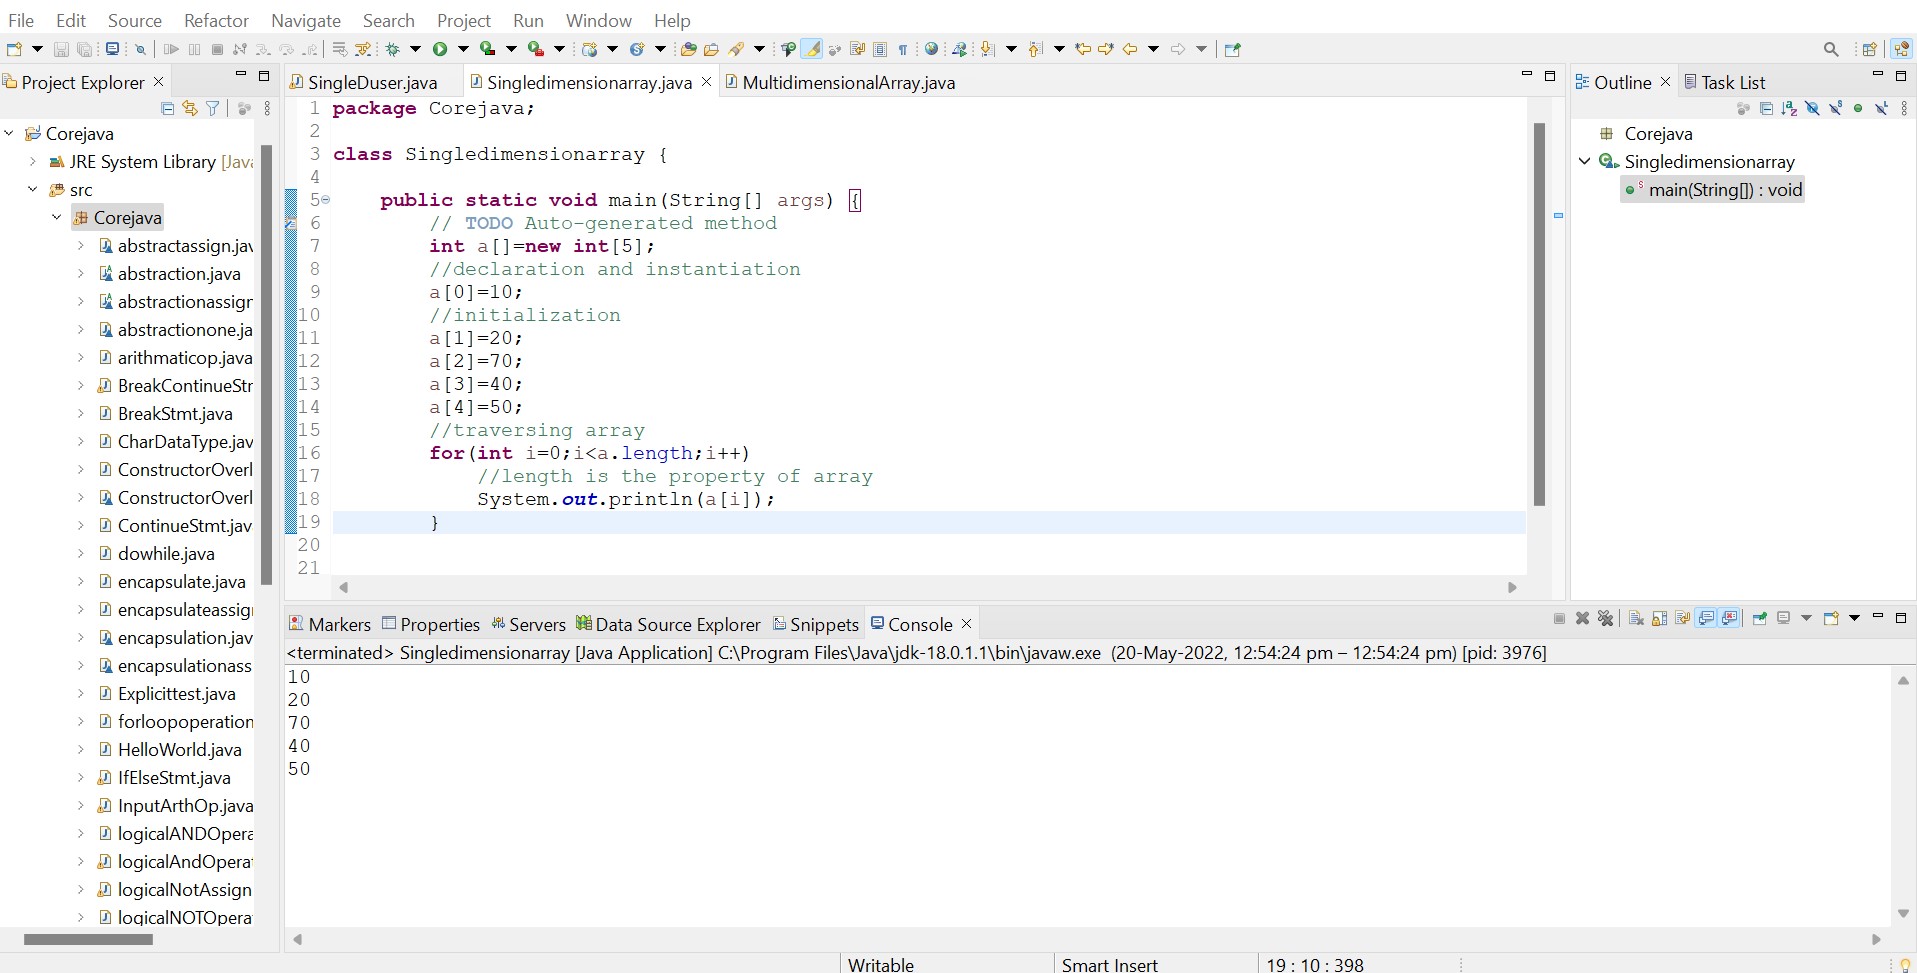 File Edit Source Refactor Navigate Search Project Run Window Help
Project Explorer
Corejava
JRE System Library [Java
src
Corejava
abstractassign.jav
abstraction.java
abstractionassigr
abstractionone.ja
arithmaticop.java
BreakContinueStr
BreakStmt.java
CharDataType.jav
ConstructorOverl
ConstructorOverl
ContinueStmt.jav
dowhile.java
encapsulate.java
encapsulateassig
encapsulation.jav
encapsulationass
Explicittest.java
forloopoperation
HelloWorld.java
IfElseStmt.java
InputArthOp.java
logicalANDOpera
logicalAndOpera
logicalNotAssign
logicalNOTOpera
SingleDuser.java Singledimensionarray.java MultidimensionalArray.java
1 package Corejava;
2
3 class Singledimensionarray {
4
5 public static void main(String[] args) {
6 // TODO Auto-generated method
7 int a[]=new int[5];
8 //declaration and instantiation
9 a[0]=10;
10 //initialization
11 a[1]=20;
12 a[2]=70;
13 a[3]=40;
14 a[4]=50;
15 //traversing array
16 for(int i=0;i<a.length;i++)
17 //length is the property of array
18 System.out.println(a[i]);
19 }
20
21
Outline Task List
Corejava
Singledimensionarray
main(String[]) : void
Markers Properties Servers Data Source Explorer Snippets Console
<terminated> Singledimensionarray [Java Application] C:\Program Files\Java\jdk-18.0.1.1\bin\javaw.exe (20-May-2022, 12:54:24 pm – 12:54:24 pm) [pid: 3976]
10
20
70
40
50
Writable Smart Insert 19 : 10 : 398